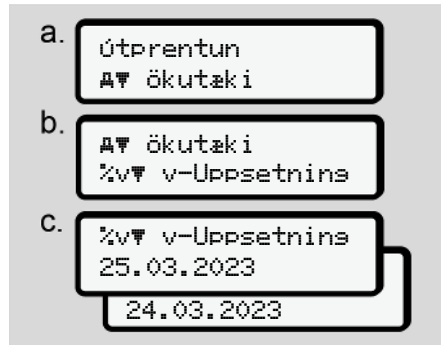 a.
útprentun
A▼ ökutæki
b.
A▼ ökutæki
%v▼ v-Uppsetning
c.
%v▼ v-Uppsetning
25.03.2023
24.03.2023